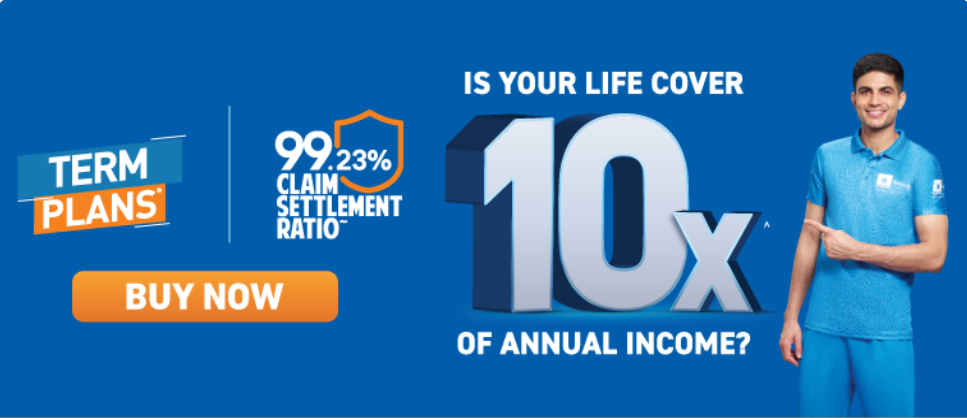 TERM
PLANS*
99.23%
CLAIM
SETTLEMENT
RATIO~
BUY NOW
IS YOUR LIFE COVER
10x^
OF ANNUAL INCOME?